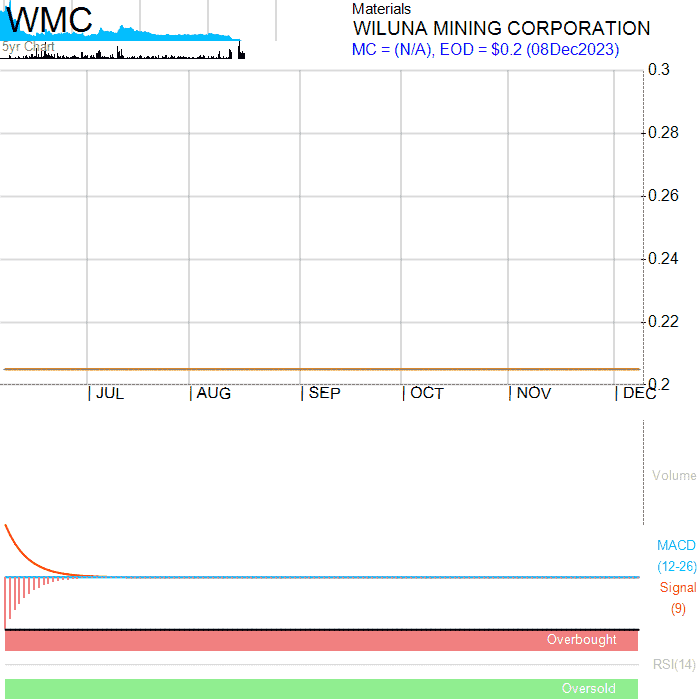 WMC
5yr Chart
Materials
WILUNA MINING CORPORATION
MC = (N/A), EOD = $0.2 (08Dec2023)
0.3
0.28
0.26
0.24
0.22
0.2
| JUL | AUG | SEP | OCT | NOV | DEC
Volume
MACD
(12-26)
Signal
(9)
Overbought
RSI(14)
Oversold